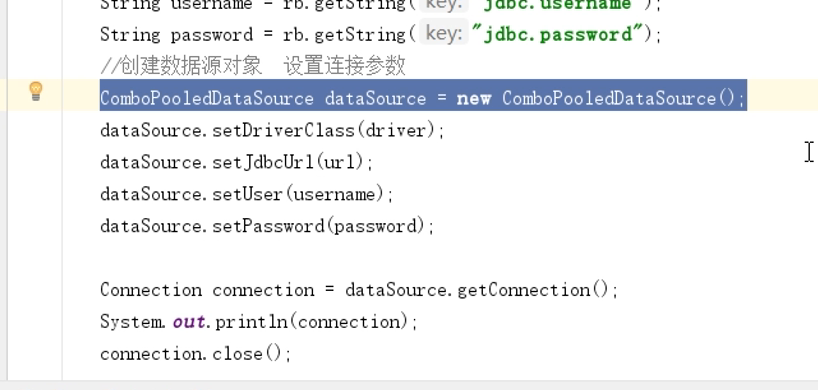 String username = rb.getString( key: "jdbc.username");
String password = rb.getString( key: "jdbc.password");
//创建数据源对象  设置连接参数
ComboPooledDataSource dataSource = new ComboPooledDataSource();
dataSource.setDriverClass(driver);
dataSource.setJdbcUrl(url);
dataSource.setUser(username);
dataSource.setPassword(password);
Connection connection = dataSource.getConnection();
System.out.println(connection);
connection.close();